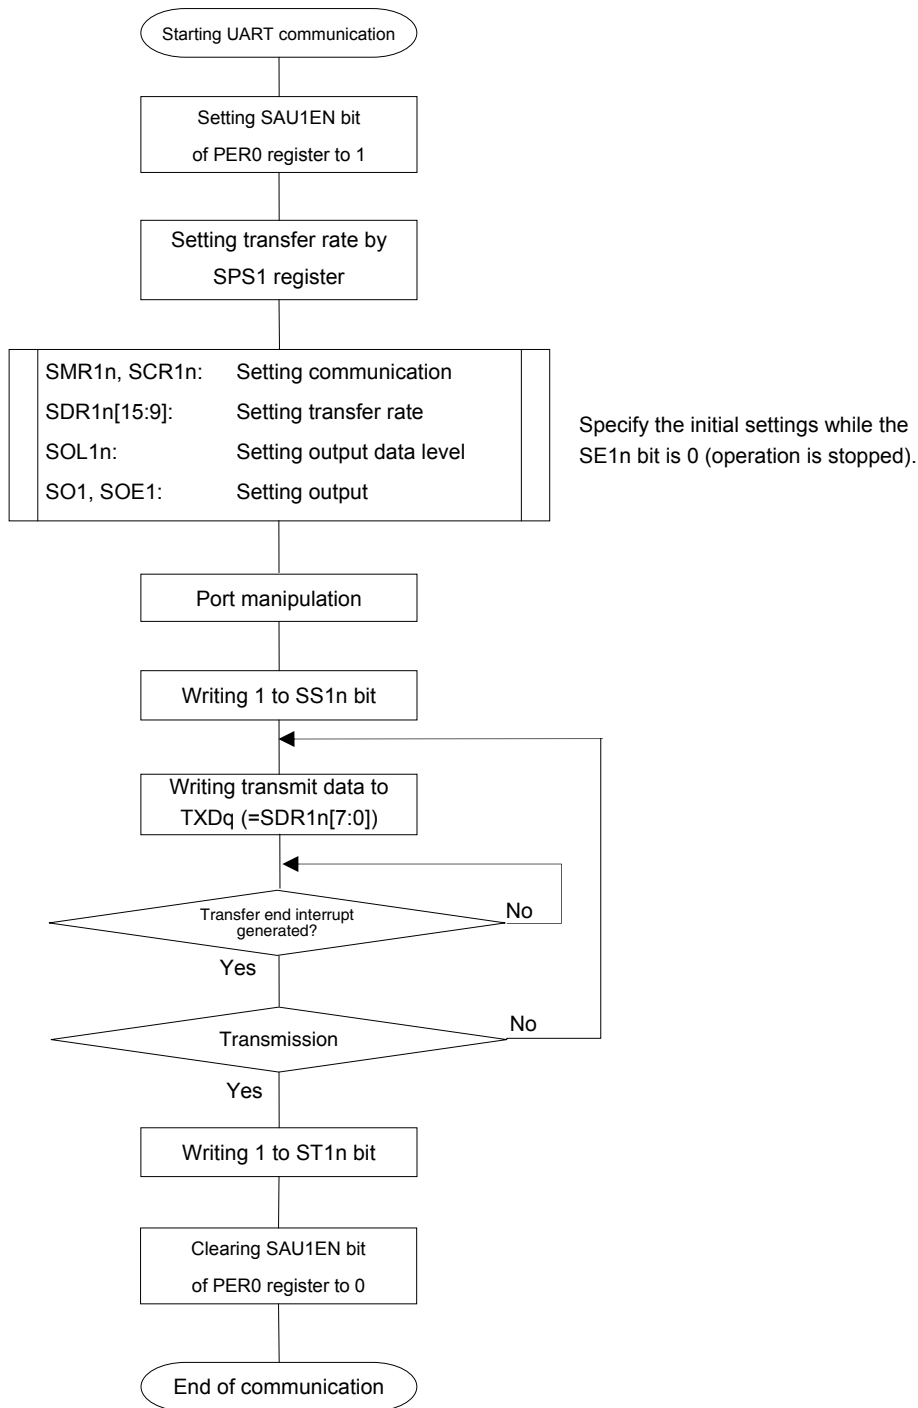 Starting UART communication
Setting SAU1EN bit
of PER0 register to 1
Setting transfer rate by
SPS1 register
SMR1n, SCR1n: Setting communication
SDR1n[15:9]: Setting transfer rate
SOL1n: Setting output data level
SO1, SOE1: Setting output
Specify the initial settings while the
SE1n bit is 0 (operation is stopped).
Port manipulation
Writing 1 to SS1n bit
Writing transmit data to
TXDq (=SDR1n[7:0])
Transfer end interrupt
generated?
No
Yes
Transmission
No
Yes
Writing 1 to ST1n bit
Clearing SAU1EN bit
of PER0 register to 0
End of communication